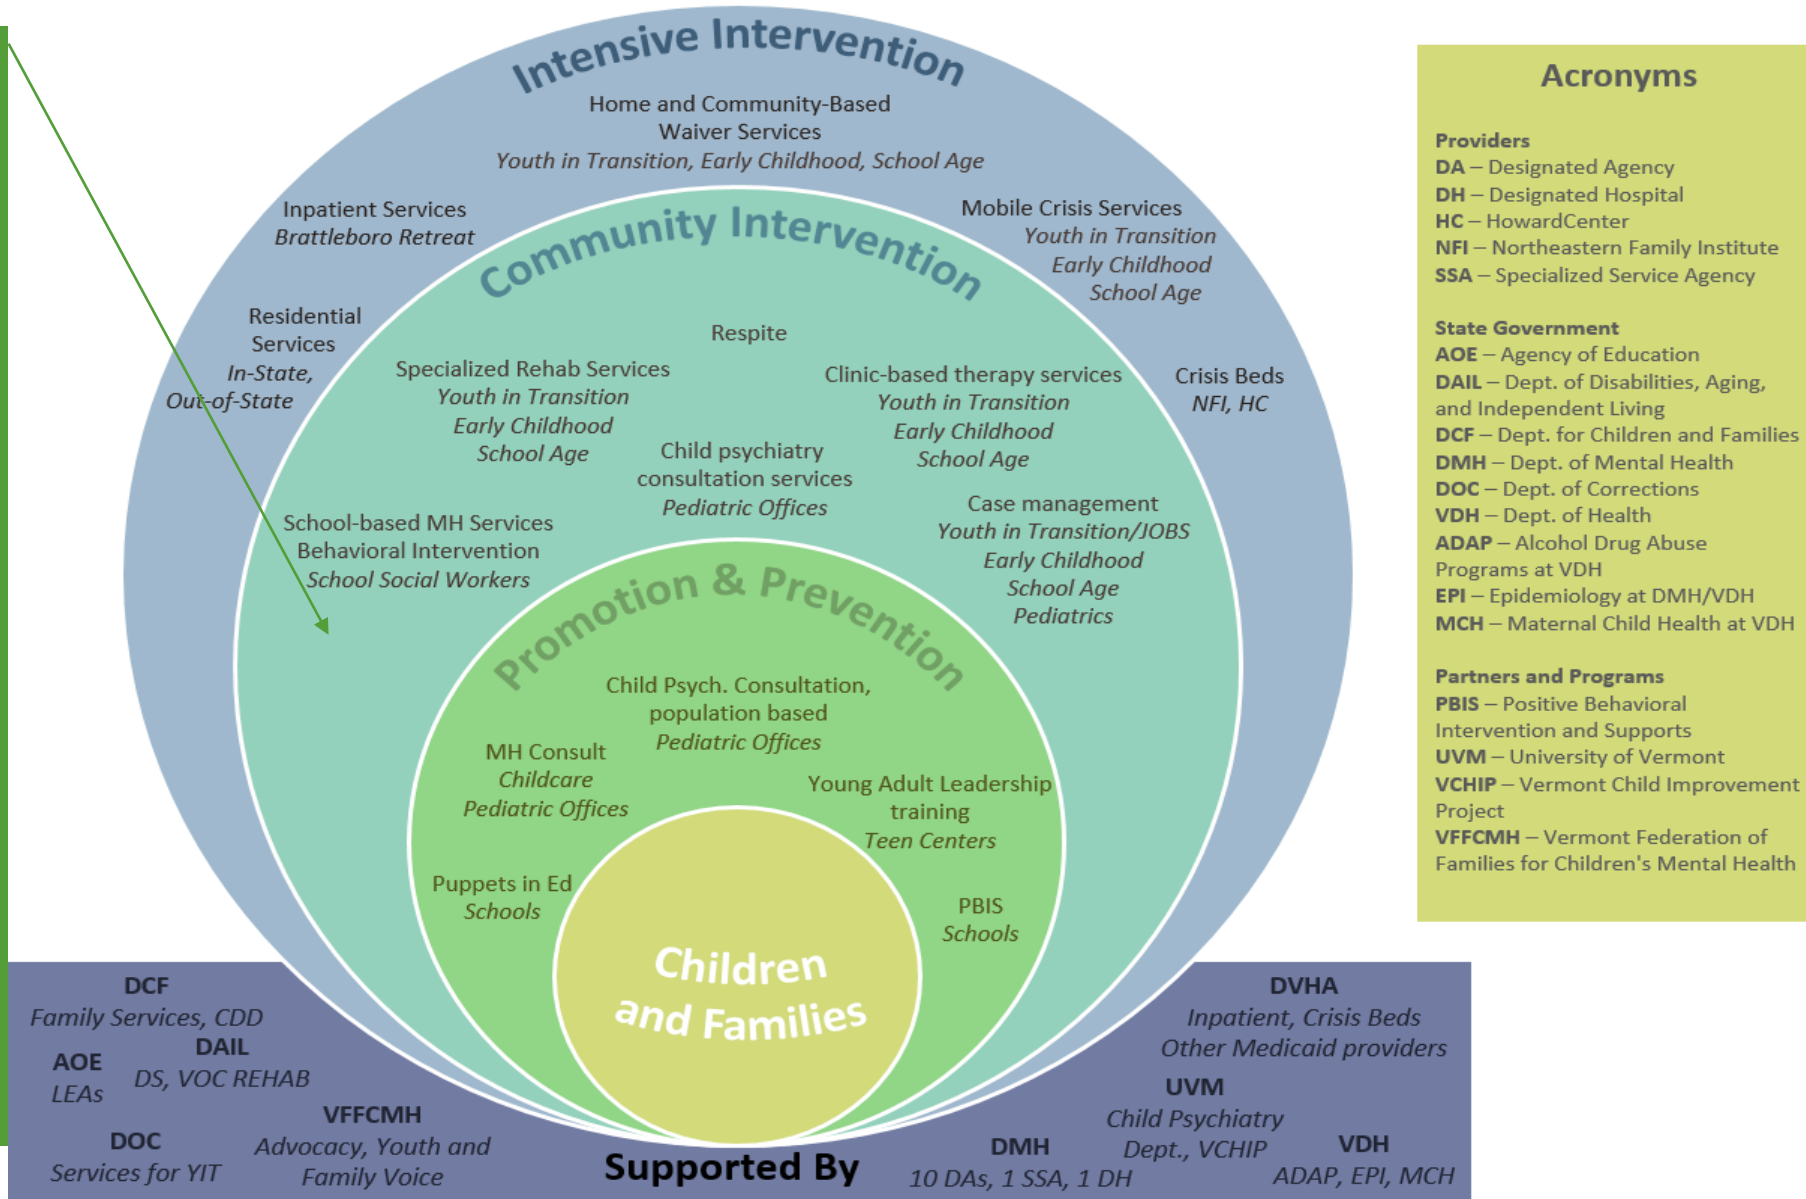 Intensive Intervention
Home and Community-Based
Waiver Services
Youth in Transition, Early Childhood, School Age
Inpatient Services
Brattleboro Retreat
Mobile Crisis Services
Youth in Transition
Early Childhood
School Age
Residential
Services
In-State,
Out-of-State
Crisis Beds
NFI, HC
Community Intervention
Respite
Specialized Rehab Services
Youth in Transition
Early Childhood
School Age
Clinic-based therapy services
Youth in Transition
Early Childhood
School Age
Child psychiatry
consultation services
Pediatric Offices
School-based MH Services
Behavioral Intervention
School Social Workers
Case management
Youth in Transition/JOBS
Early Childhood
School Age
Pediatrics
Promotion & Prevention
Child Psych. Consultation,
population based
Pediatric Offices
MH Consult
Childcare
Pediatric Offices
Young Adult Leadership
training
Teen Centers
Puppets in Ed
Schools
PBIS
Schools
Children
and Families
DCF
Family Services, CDD
AOE
LEAs
DAIL
DS, VOC REHAB
DOC
Services for YIT
VFFCMH
Advocacy, Youth and
Family Voice
Supported By
DMH
10 DAs, 1 SSA, 1 DH
UVM
Child Psychiatry
Dept., VCHIP
DVHA
Inpatient, Crisis Beds
Other Medicaid providers
VDH
ADAP, EPI, MCH
Acronyms
Providers
DA – Designated Agency
DH – Designated Hospital
HC – HowardCenter
NFI – Northeastern Family Institute
SSA – Specialized Service Agency
State Government
AOE – Agency of Education
DAIL – Dept. of Disabilities, Aging,
and Independent Living
DCF – Dept. for Children and Families
DMH – Dept. of Mental Health
DOC – Dept. of Corrections
VDH – Dept. of Health
ADAP – Alcohol Drug Abuse
Programs at VDH
EPI – Epidemiology at DMH/VDH
MCH – Maternal Child Health at VDH
Partners and Programs
PBIS – Positive Behavioral
Intervention and Supports
UVM – University of Vermont
VCHIP – Vermont Child Improvement
Project
VFFCMH – Vermont Federation of
Families for Children's Mental Health